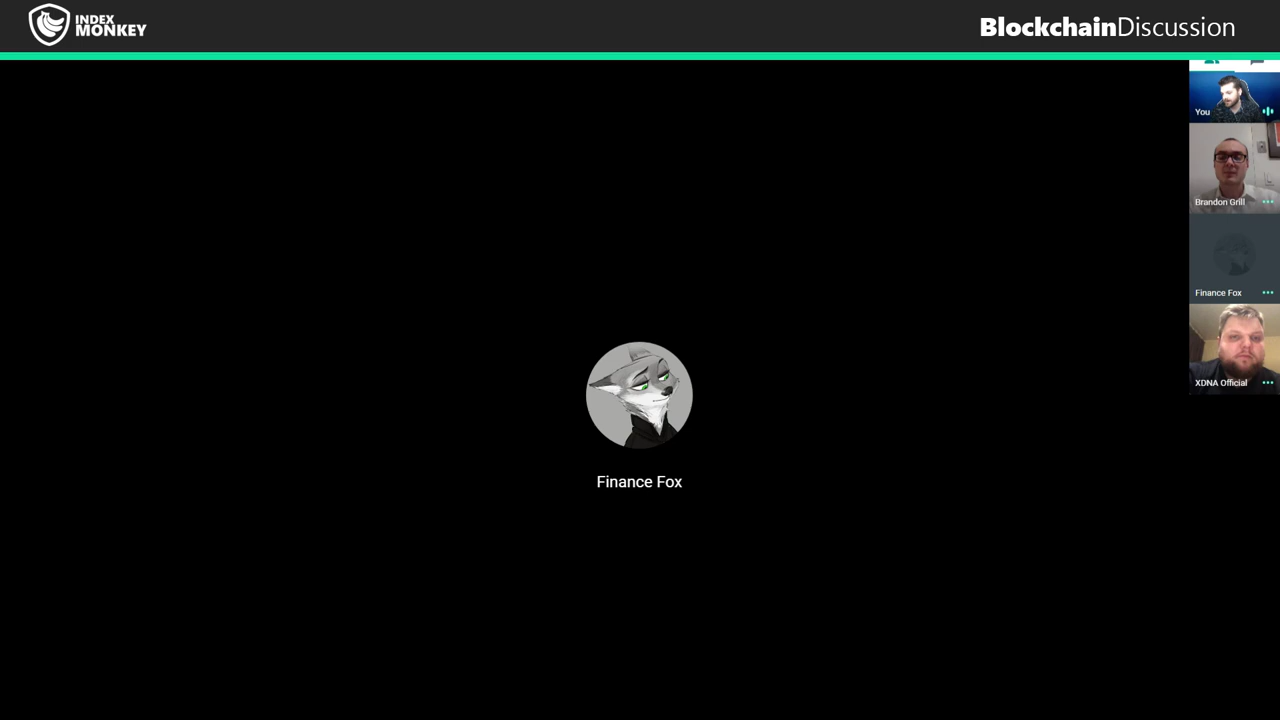 INDEX
MONKEY
BlockchainDiscussion
You
Brandon Grill
Finance Fox
XDNA Official
Finance Fox